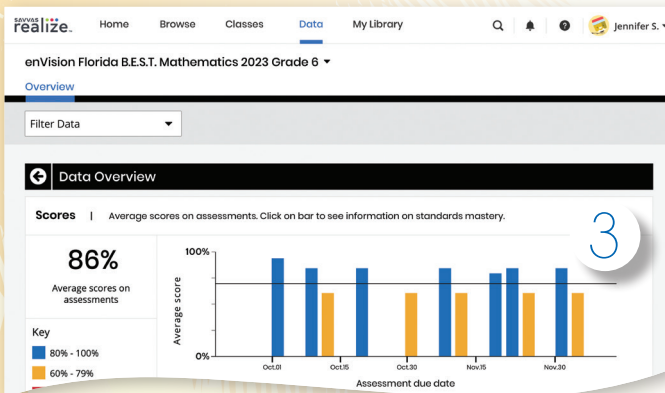 SAVVAS
realize™
Home Browse Classes Data My Library Jennifer S.
enVision Florida B.E.S.T. Mathematics 2023 Grade 6
Overview
Filter Data
Data Overview
Scores | Average scores on assessments. Click on bar to see information on standards mastery.
3
86%
Average scores on
assessments
Key
80% - 100%
60% - 79%
100%
Average score
0%
Oct.01 Oct.15 Oct.30 Nov.15 Nov.30
Assessment due date